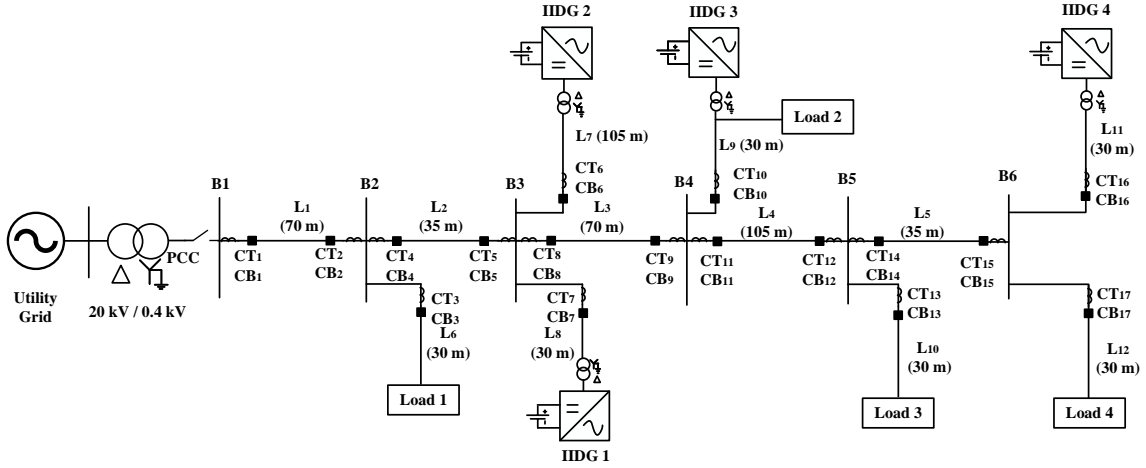 IIDG 2
IIDG 3
IIDG 4
Load 2
L7 (105 m)
L9 (30 m)
L11
(30 m)
CT6
CB6
CT10
CB10
CT16
CB16
B1
B2
B3
B4
B5
B6
L1
(70 m)
L2
(35 m)
L3
(70 m)
L4
(105 m)
L5
(35 m)
PCC
CT1
CB1
CT2
CB2
CT4
CB4
CT5
CB5
CT8
CB8
CT9
CB9
CT11
CB11
CT12
CB12
CT14
CB14
CT15
CB15
Utility
Grid
20 kV / 0.4 kV
CT3
CB3
L6
(30 m)
CT7
CB7
L8
(30 m)
CT13
CB13
L10
(30 m)
CT17
CB17
L12
(30 m)
Load 1
Load 3
Load 4
IIDG 1